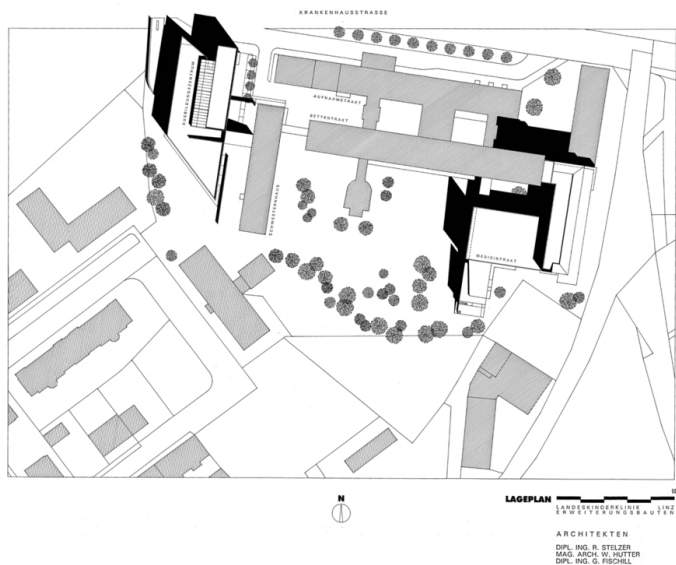 KRANKENHAUSSTRASSE
AUSBILDUNGSZENTRUM
AUFNAHMETRAKT
BETTENTRAKT
SCHWESTERNHAUS
MEDIZINTRAKT
N
LAGEPLAN
LANDESKINDERKLINIK LINZ
ERWEITERUNGSBAUTEN
ARCHITEKTEN
DIPL. ING. R. STELZER
MAG. ARCH. W. HUTTER
DIPL. ING. G. FISCHILL